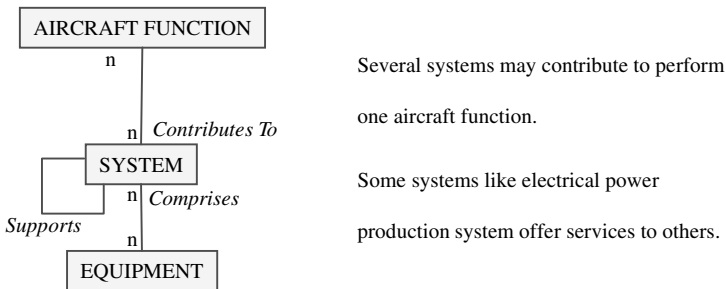 AIRCRAFT FUNCTION
n
n Contributes To
SYSTEM
n Comprises
Supports
n
EQUIPMENT
Several systems may contribute to perform
one aircraft function.
Some systems like electrical power
production system offer services to others.